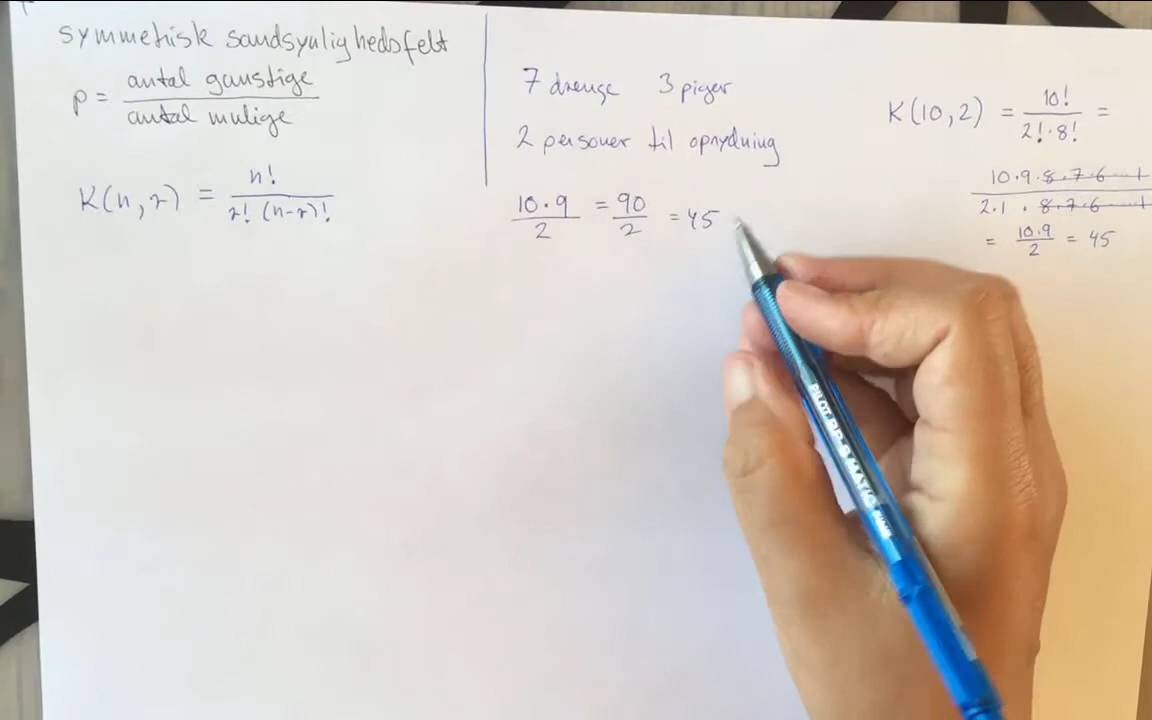 symmetrisk sandsynlighedsfelt
p = antal gunstige / antal mulige
K(n,r) = n! / r! (n-r)!
7 drenge 3 piger
2 personer til oprydning
10·9 / 2 = 90 / 2 = 45
K(10,2) = 10! / 2!·8! =
10·9·8·7·6 ... 1 / 2·1 · 8·7·6 ... 1
= 10·9 / 2 = 45